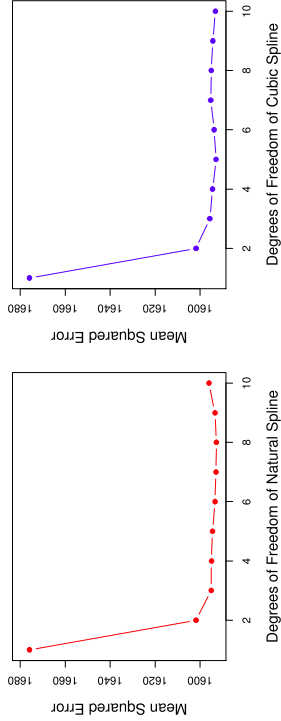 Mean Squared Error
1600 1620 1640 1660 1680
2 4 6 8 10
Degrees of Freedom of Natural Spline
Mean Squared Error
1600 1620 1640 1660 1680
2 4 6 8 10
Degrees of Freedom of Cubic Spline